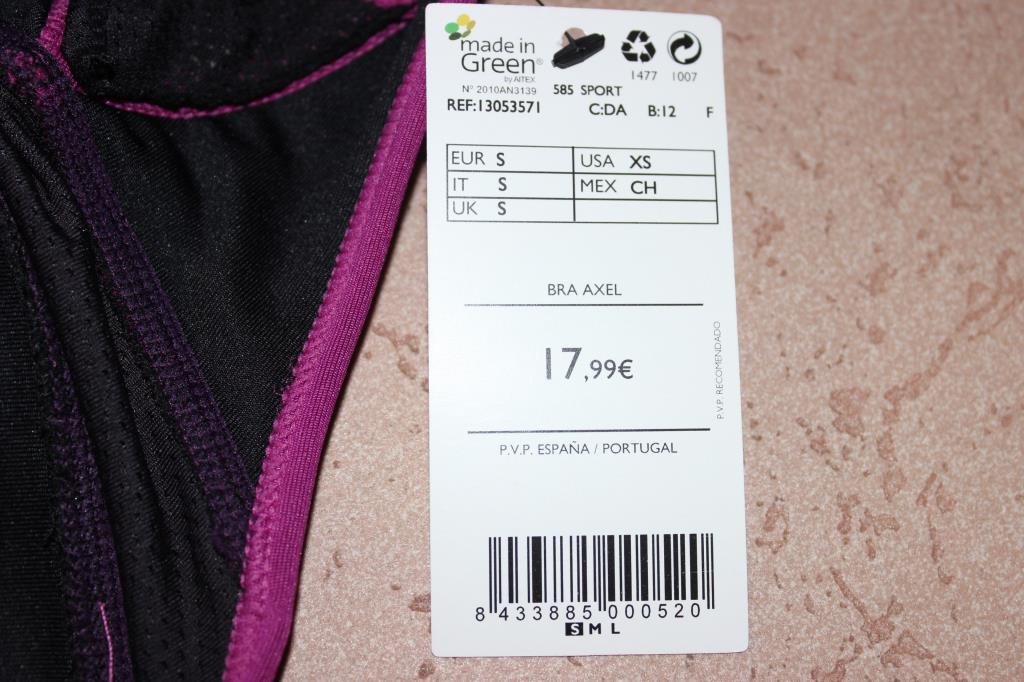 made in
Green®
by AITEX
N° 2010AN3139
1477 1007
585 SPORT
REF:13053571 C:DA B:12 F
EUR S USA XS
IT S MEX CH
UK S
BRA AXEL
17,99€
P.V.P. RECOMENDADO
P.V.P. ESPAÑA / PORTUGAL
8 433885 000520
S M L